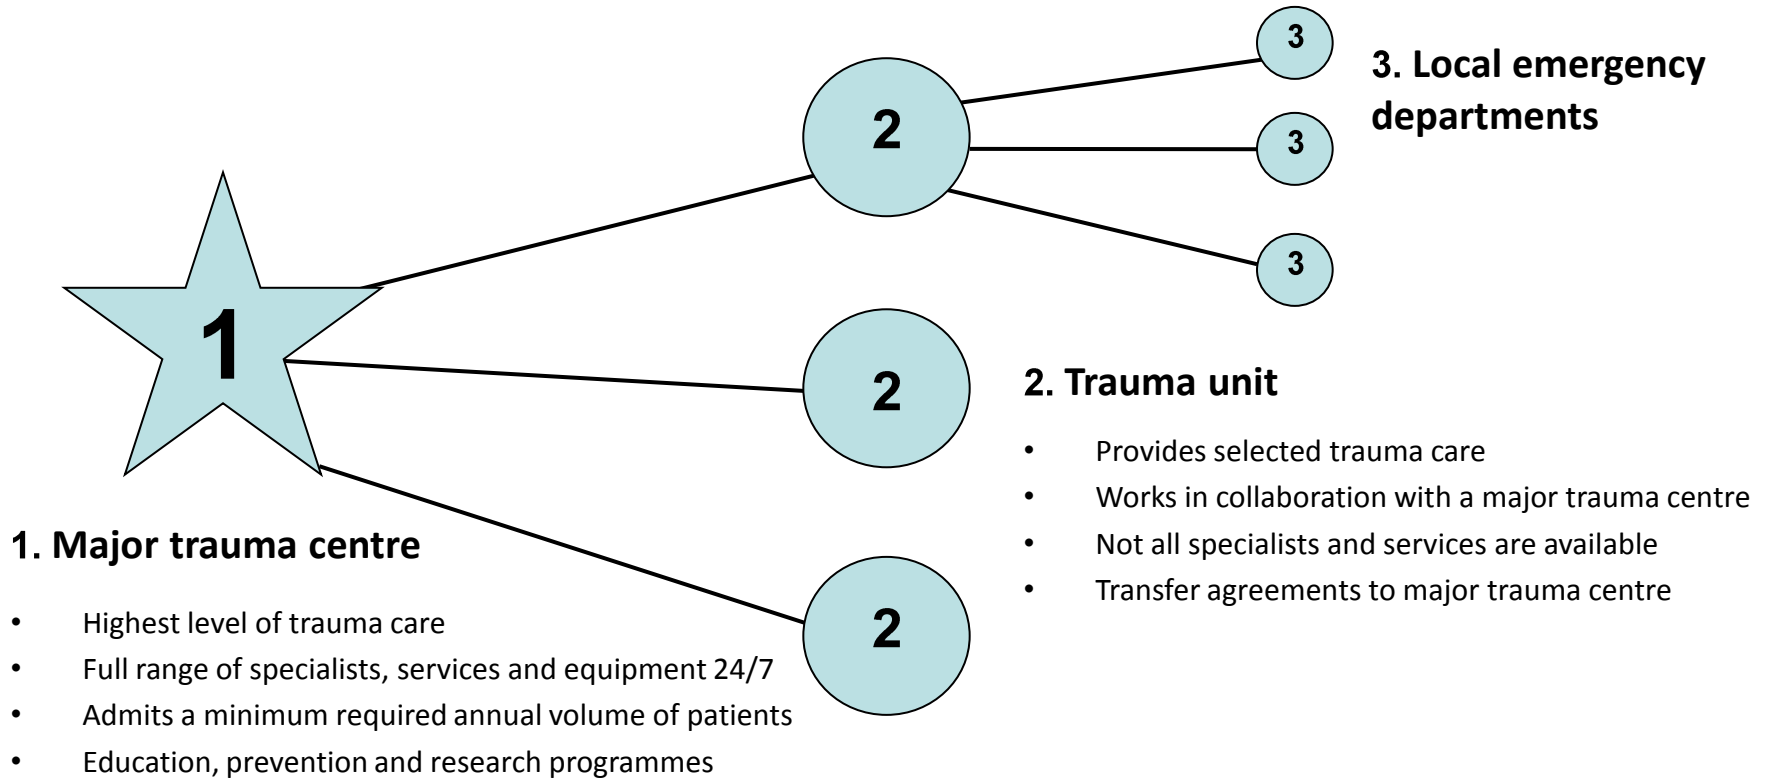 3
3. Local emergency
departments
2
3
3
1
2
2. Trauma unit
• Provides selected trauma care
• Works in collaboration with a major trauma centre
• Not all specialists and services are available
• Transfer agreements to major trauma centre
1. Major trauma centre
• Highest level of trauma care
• Full range of specialists, services and equipment 24/7
• Admits a minimum required annual volume of patients
• Education, prevention and research programmes
2